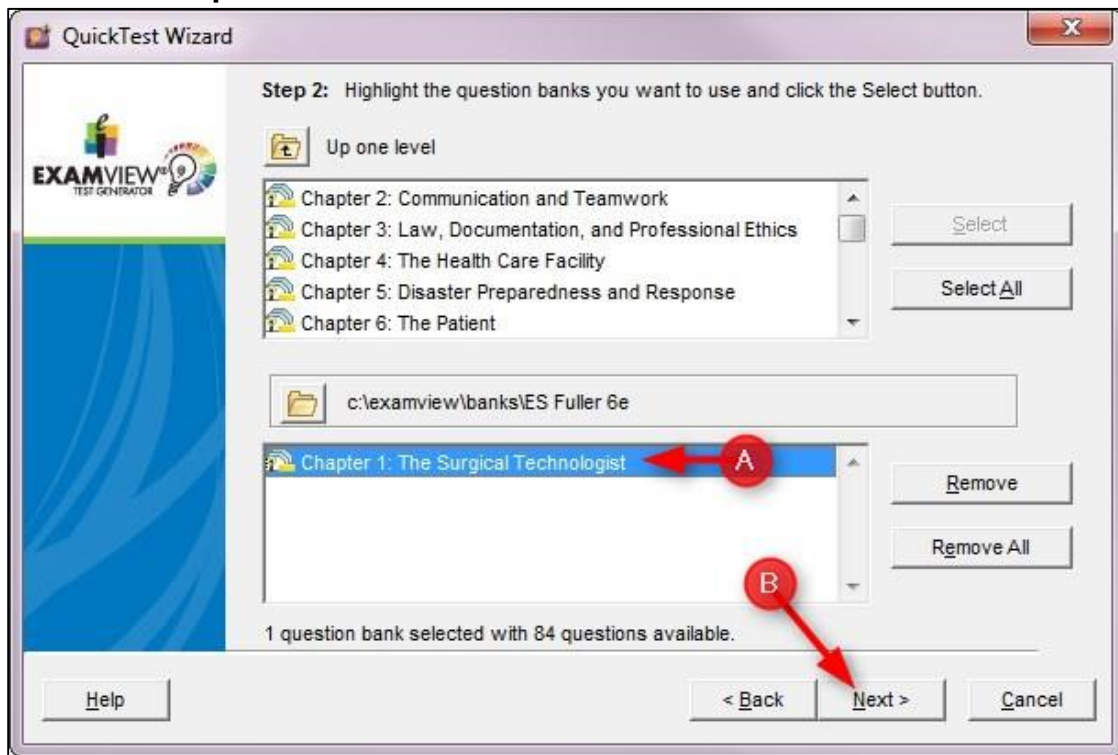 QuickTest Wizard
X
EXAMVIEW®
TEST GENERATOR
Step 2: Highlight the question banks you want to use and click the Select button.
Up one level
Chapter 2: Communication and Teamwork
Chapter 3: Law, Documentation, and Professional Ethics
Chapter 4: The Health Care Facility
Chapter 5: Disaster Preparedness and Response
Chapter 6: The Patient
Select
Select All
c:\examview\banks\ES Fuller 6e
Chapter 1: The Surgical Technologist
A
Remove
Remove All
B
1 question bank selected with 84 questions available.
Help
< Back
Next >
Cancel